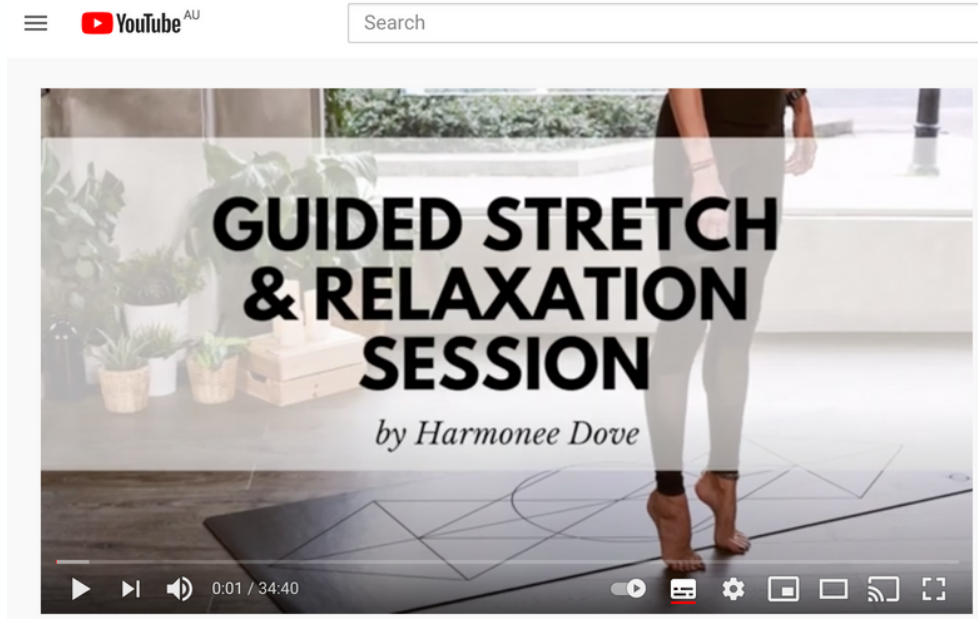 YouTube AU
Search
GUIDED STRETCH
& RELAXATION
SESSION
by Harmonee Dove
0:01 / 34:40